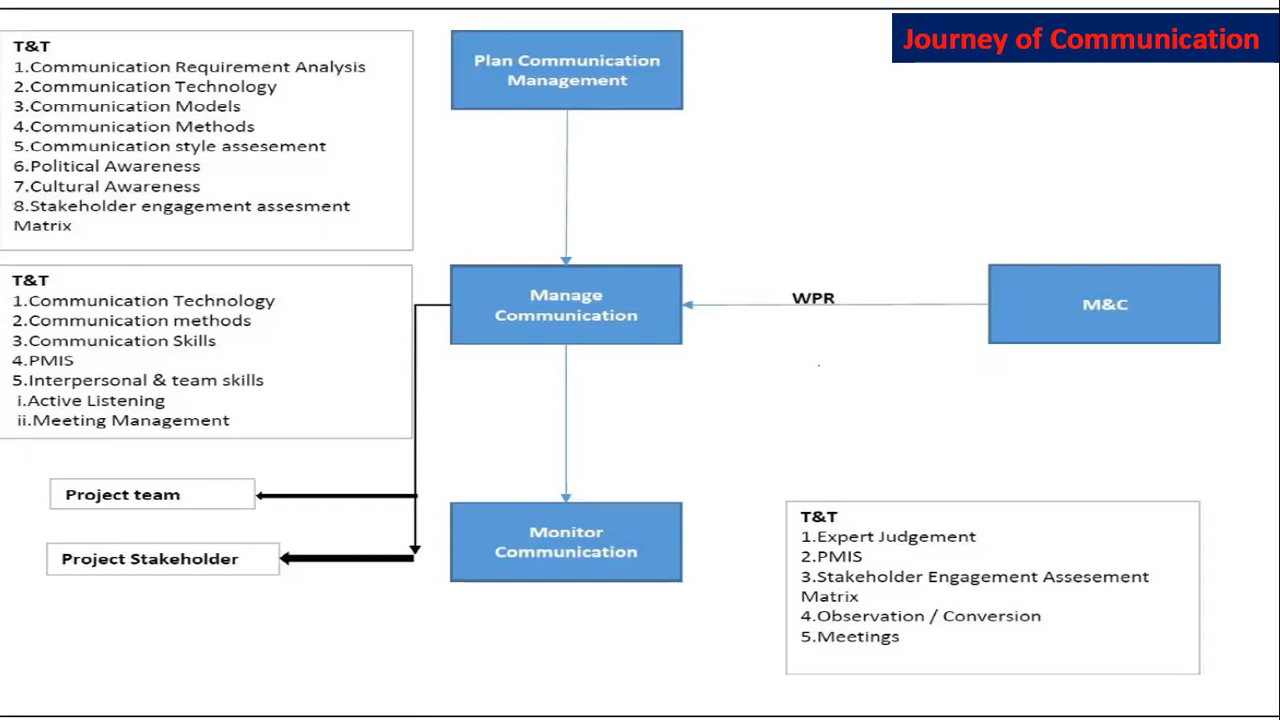 Journey of Communication
T&T
1.Communication Requirement Analysis
2.Communication Technology
3.Communication Models
4.Communication Methods
5.Communication style assesement
6.Political Awareness
7.Cultural Awareness
8.Stakeholder engagement assesment
Matrix
Plan Communication
Management
T&T
1.Communication Technology
2.Communication methods
3.Communication Skills
4.PMIS
5.Interpersonal & team skills
i.Active Listening
ii.Meeting Management
Manage
Communication
WPR
M&C
Project team
Project Stakeholder
Monitor
Communication
T&T
1.Expert Judgement
2.PMIS
3.Stakeholder Engagement Assesement
Matrix
4.Observation / Conversion
5.Meetings